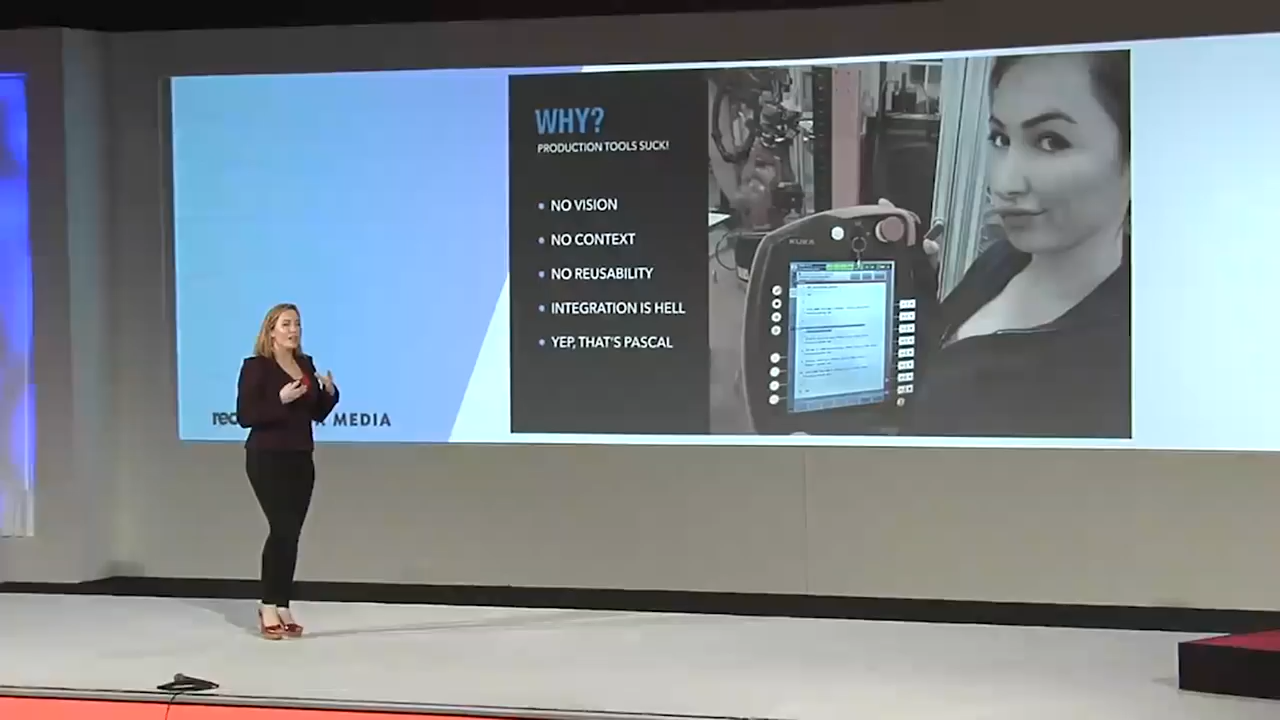 WHY?
PRODUCTION TOOLS SUCK!
• NO VISION
• NO CONTEXT
• NO REUSABILITY
• INTEGRATION IS HELL
• YEP, THAT'S PASCAL
KUKA
MEDIA